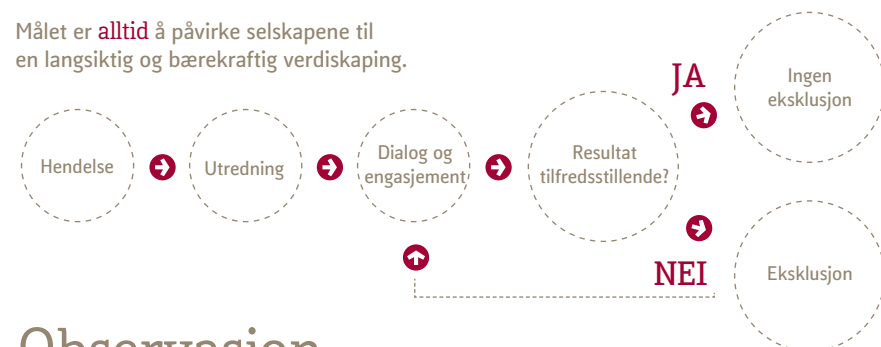 Målet er alltid å påvirke selskapene til
en langsiktig og bærekraftig verdiskaping.
Hendelse
Utredning
Dialog og
engasjement
Resultat
tilfredsstillende?
JA
Ingen
eksklusjon
NEI
Eksklusjon
Observasjon